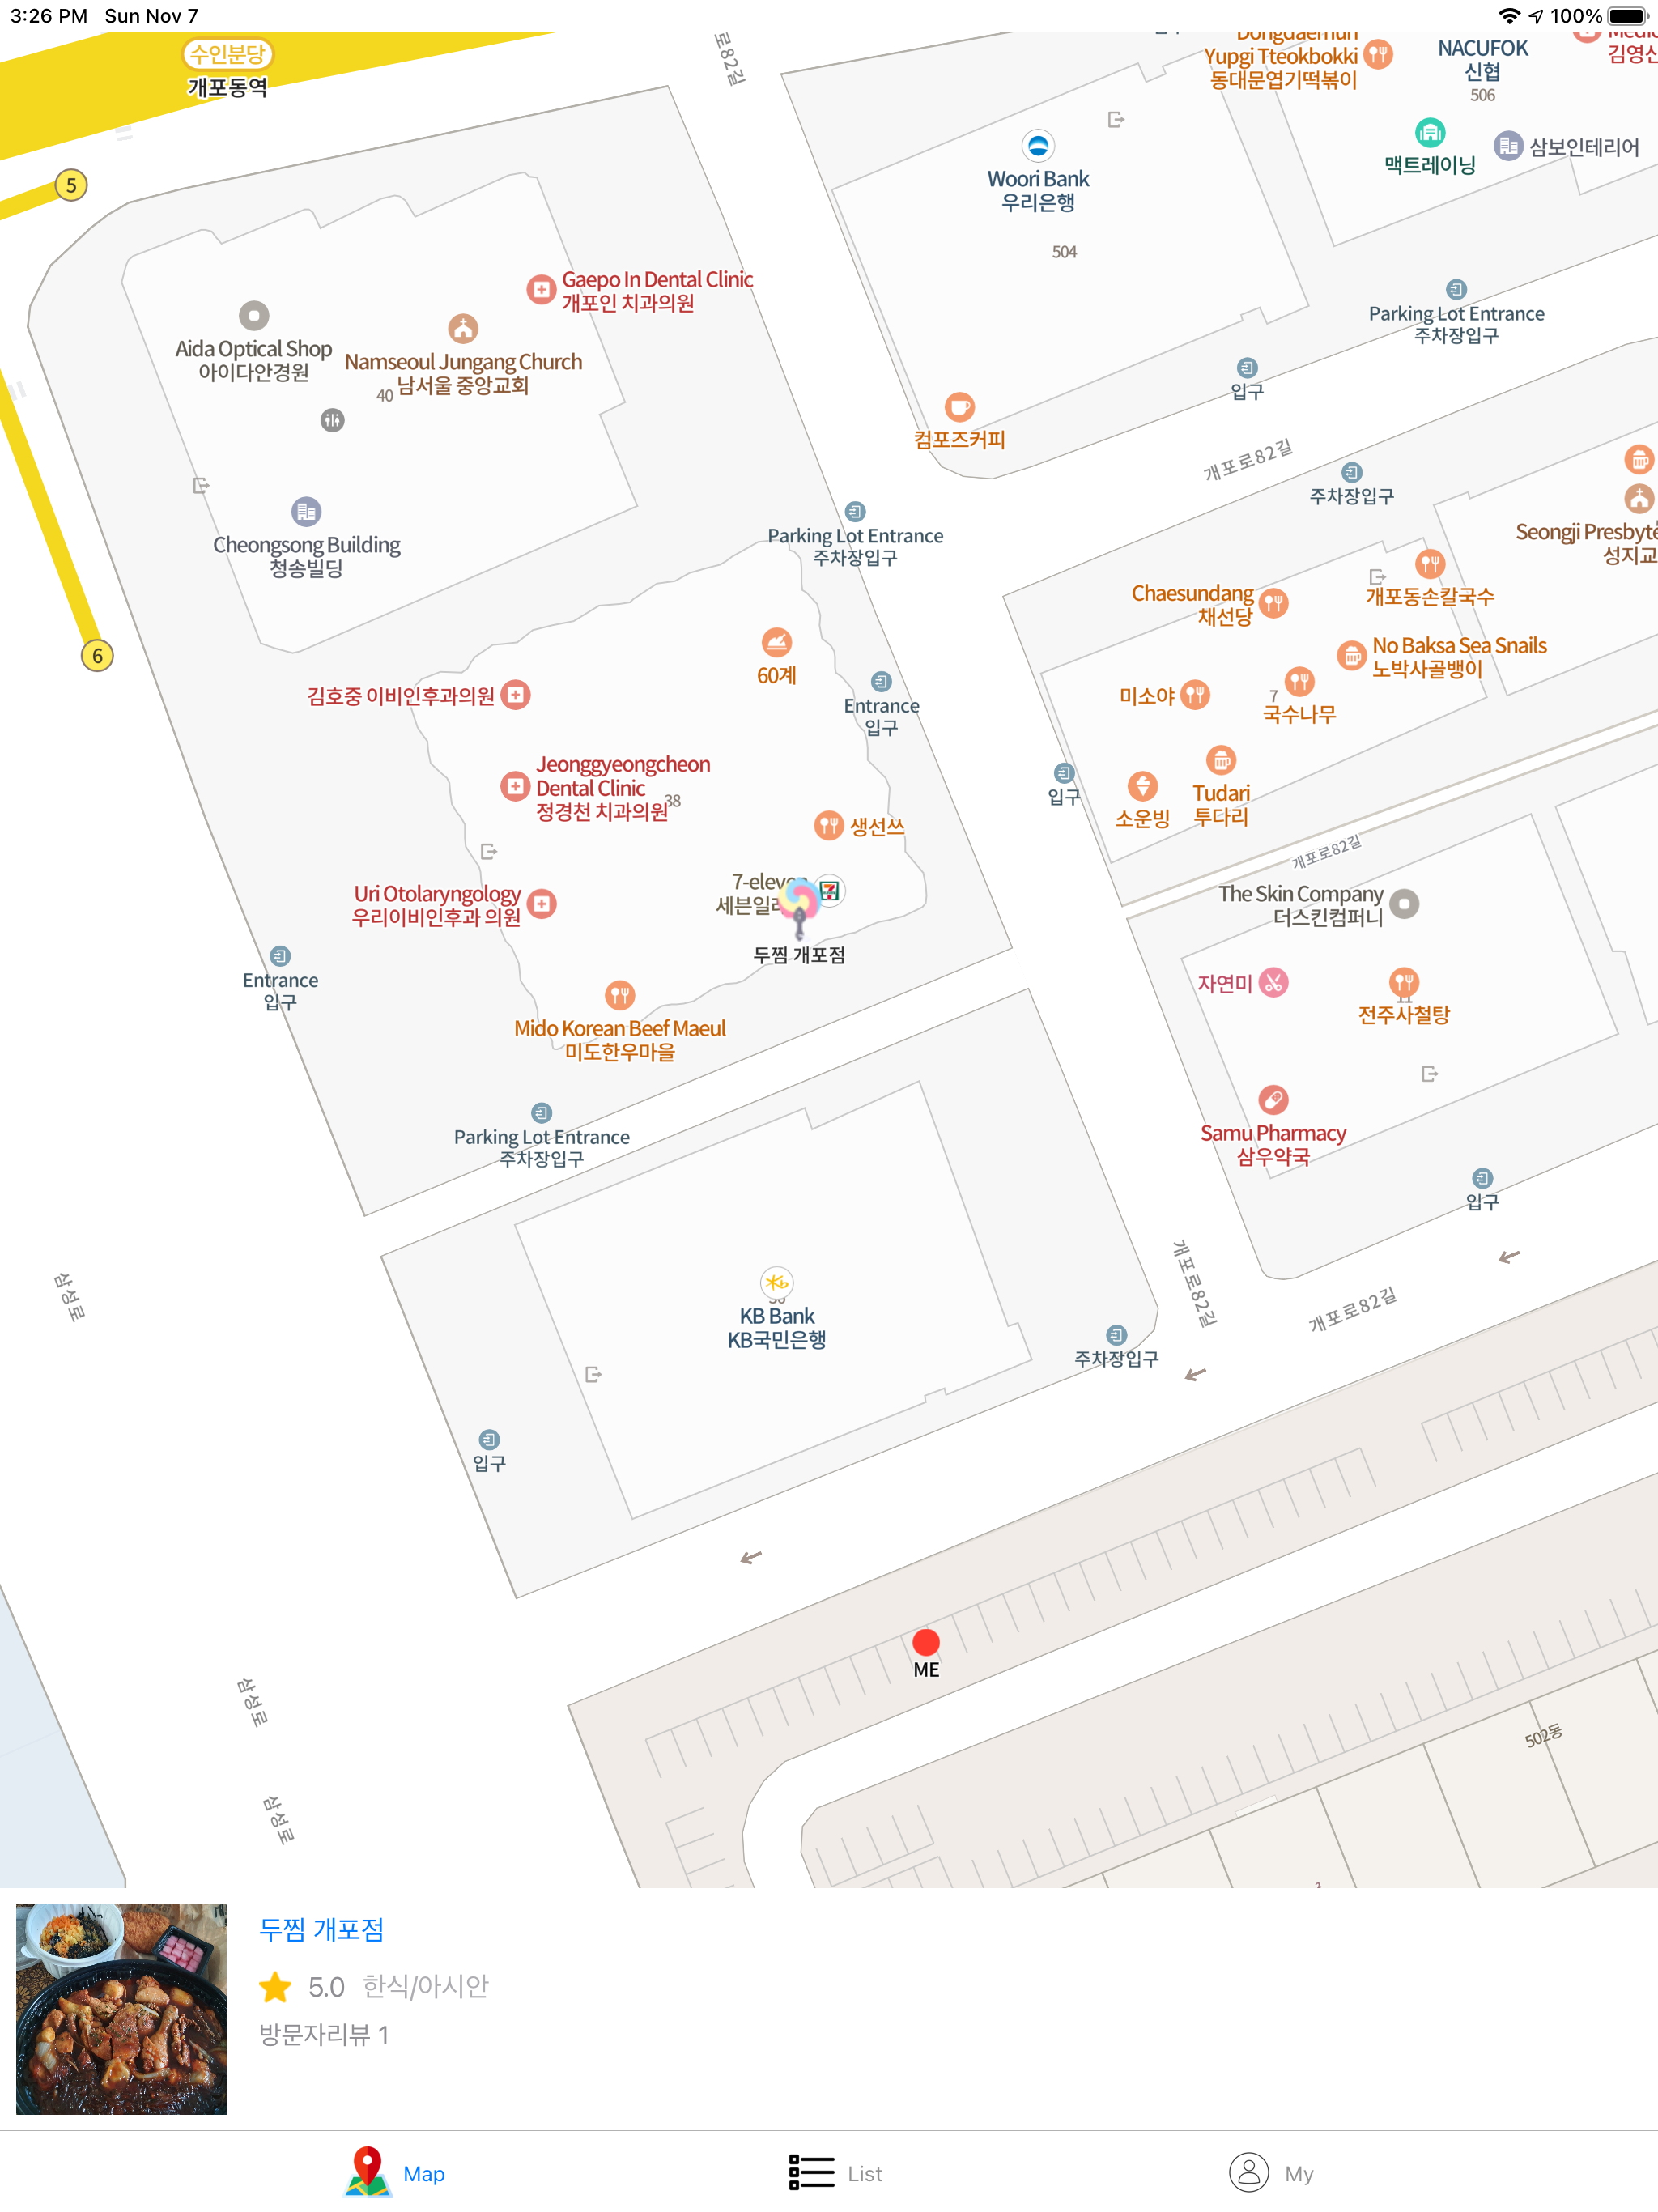 3:26 PM Sun Nov 7
100%
수인분당
개포동역
5
6
로82길
Yupgi Tteokbokki
동대문엽기떡볶이
NACUFOK
신협
506
맥트레이닝
삼보인테리어
Woori Bank
우리은행
504
Gaepo In Dental Clinic
개포인 치과의원
Aida Optical Shop
아이다안경원
Namseoul Jungang Church
남서울 중앙교회
40
Parking Lot Entrance
주차장입구
입구
컴포즈커피
개포로82길
주차장입구
Cheongsong Building
청송빌딩
Parking Lot Entrance
주차장입구
Chaesundang
채선당
개포동손칼국수
No Baksa Sea Snails
노박사골뱅이
60계
김호중 이비인후과의원
Entrance
입구
미소야
7
국수나무
Jeonggyeongcheon
Dental Clinic
정경천 치과의원
38
입구
소운빙
Tudari
투다리
생선쓰
개포로82길
Uri Otolaryngology
우리이비인후과 의원
두찜 개포점
The Skin Company
더스킨컴퍼니
Entrance
입구
자연미
11
전주사철탕
Mido Korean Beef Maeul
미도한우마을
Parking Lot Entrance
주차장입구
Samu Pharmacy
삼우약국
입구
삼성로
개포로82길
개포로82길
KB Bank
KB국민은행
주차장입구
입구
ME
삼성로
502동
삼성로
두찜 개포점
5.0 한식/아시안
방문자리뷰 1
Map
List
My